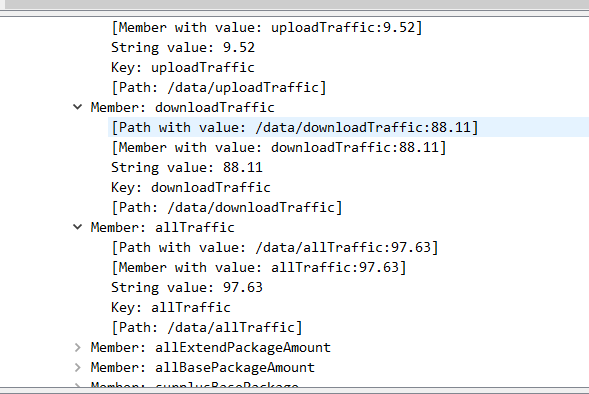 [Member with value: uploadTraffic:9.52]
String value: 9.52
Key: uploadTraffic
[Path: /data/uploadTraffic]
Member: downloadTraffic
[Path with value: /data/downloadTraffic:88.11]
[Member with value: downloadTraffic:88.11]
String value: 88.11
Key: downloadTraffic
[Path: /data/downloadTraffic]
Member: allTraffic
[Path with value: /data/allTraffic:97.63]
[Member with value: allTraffic:97.63]
String value: 97.63
Key: allTraffic
[Path: /data/allTraffic]
Member: allExtendPackageAmount
Member: allBasePackageAmount
Member: surplusBasePackage